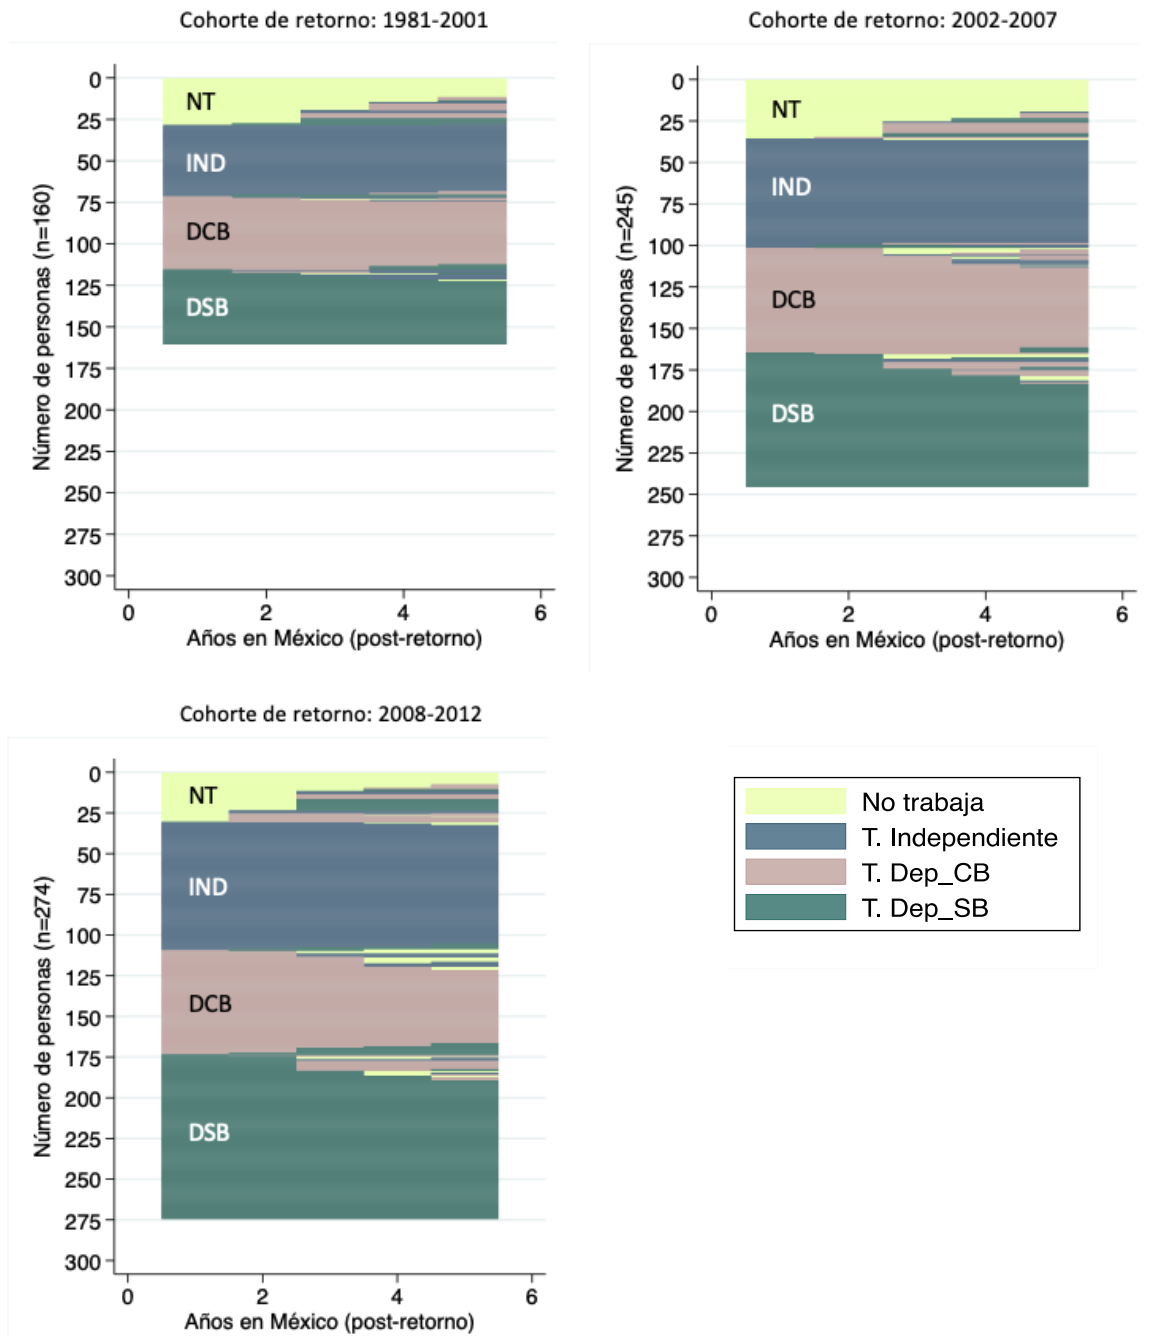 Cohorte de retorno: 1981-2001
Número de personas (n=160)
0
25
50
75
100
125
150
175
200
225
250
275
300
NT
IND
DCB
DSB
0 2 4 6
Años en México (post-retorno)
Cohorte de retorno: 2002-2007
Número de personas (n=245)
0
25
50
75
100
125
150
175
200
225
250
275
300
NT
IND
DCB
DSB
0 2 4 6
Años en México (post-retorno)
Cohorte de retorno: 2008-2012
Número de personas (n=274)
0
25
50
75
100
125
150
175
200
225
250
275
300
NT
IND
DCB
DSB
0 2 4 6
Años en México (post-retorno)
No trabaja
T. Independiente
T. Dep_CB
T. Dep_SB